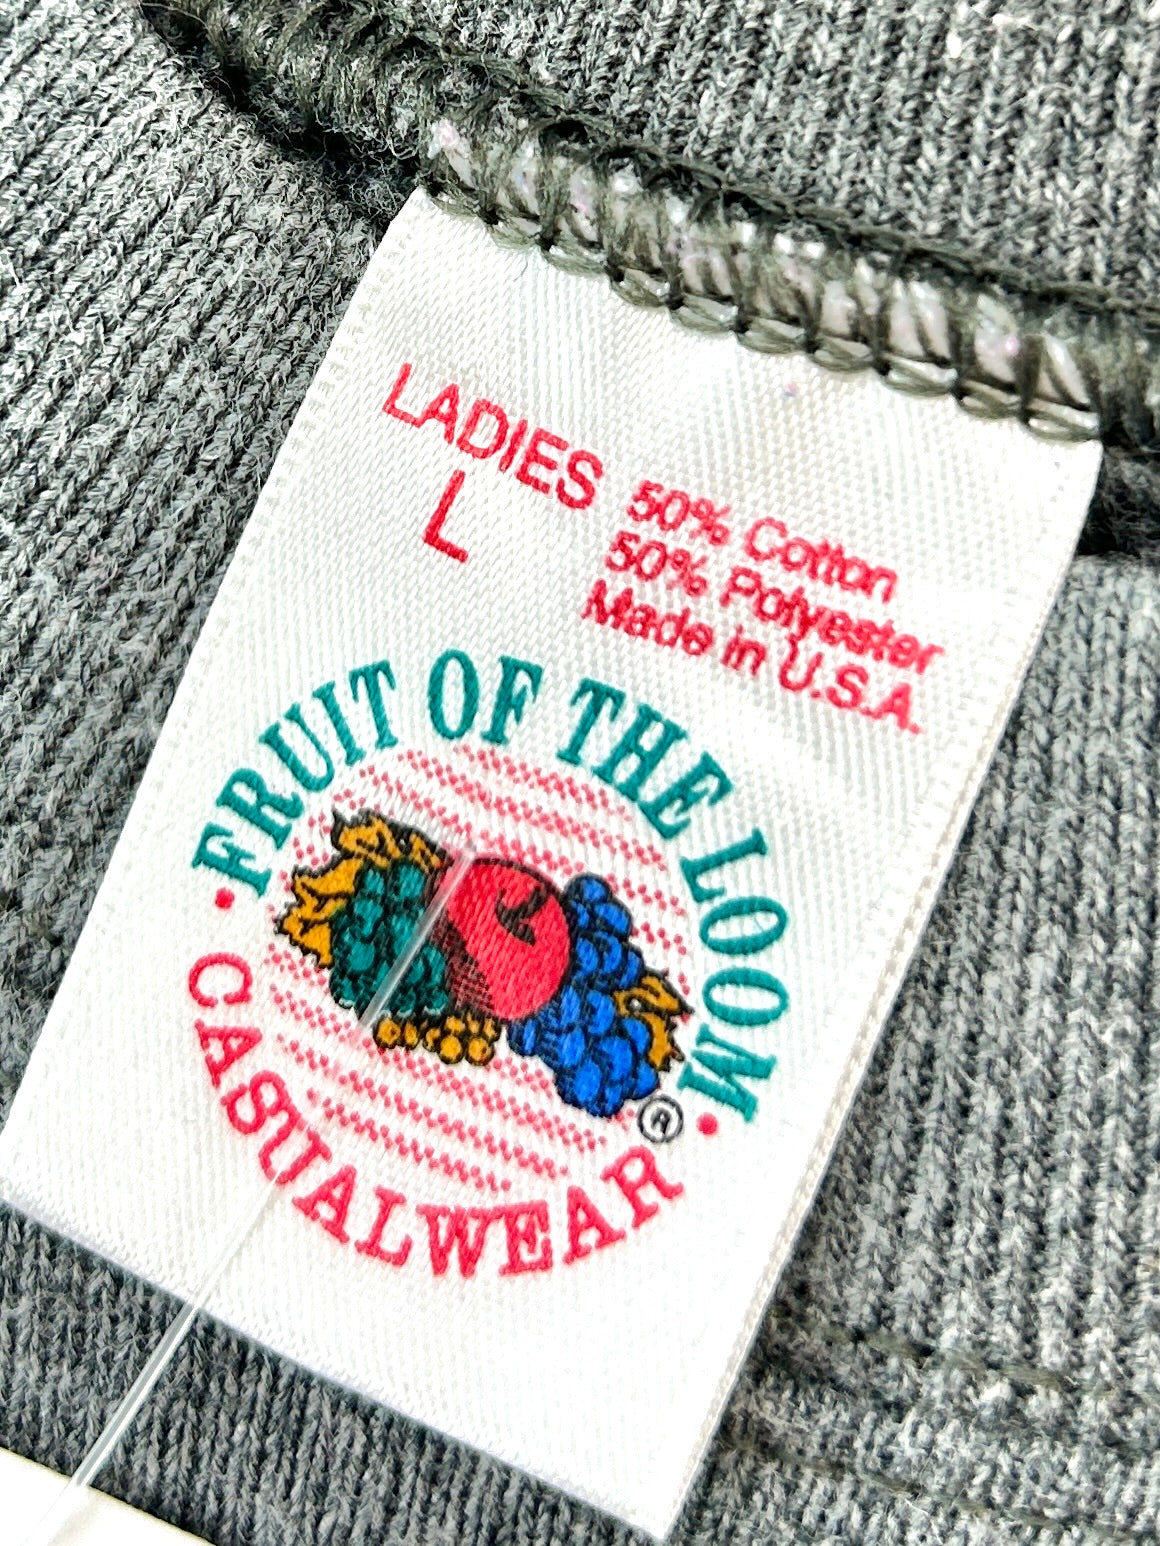 LADIES
L
50% Cotton
50% Polyester
Made in U.S.A.
FRUIT OF THE LOOM
®
CASUALWEAR